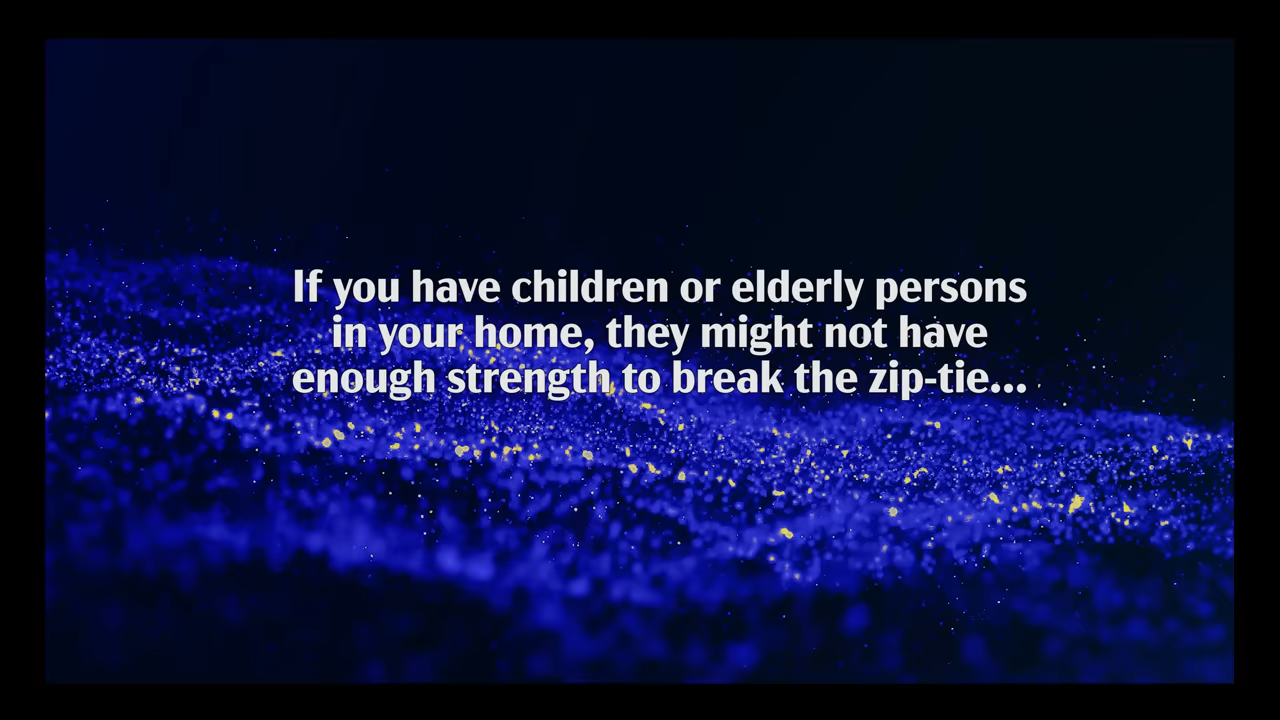 If you have children or elderly persons
in your home, they might not have
enough strength to break the zip-tie...